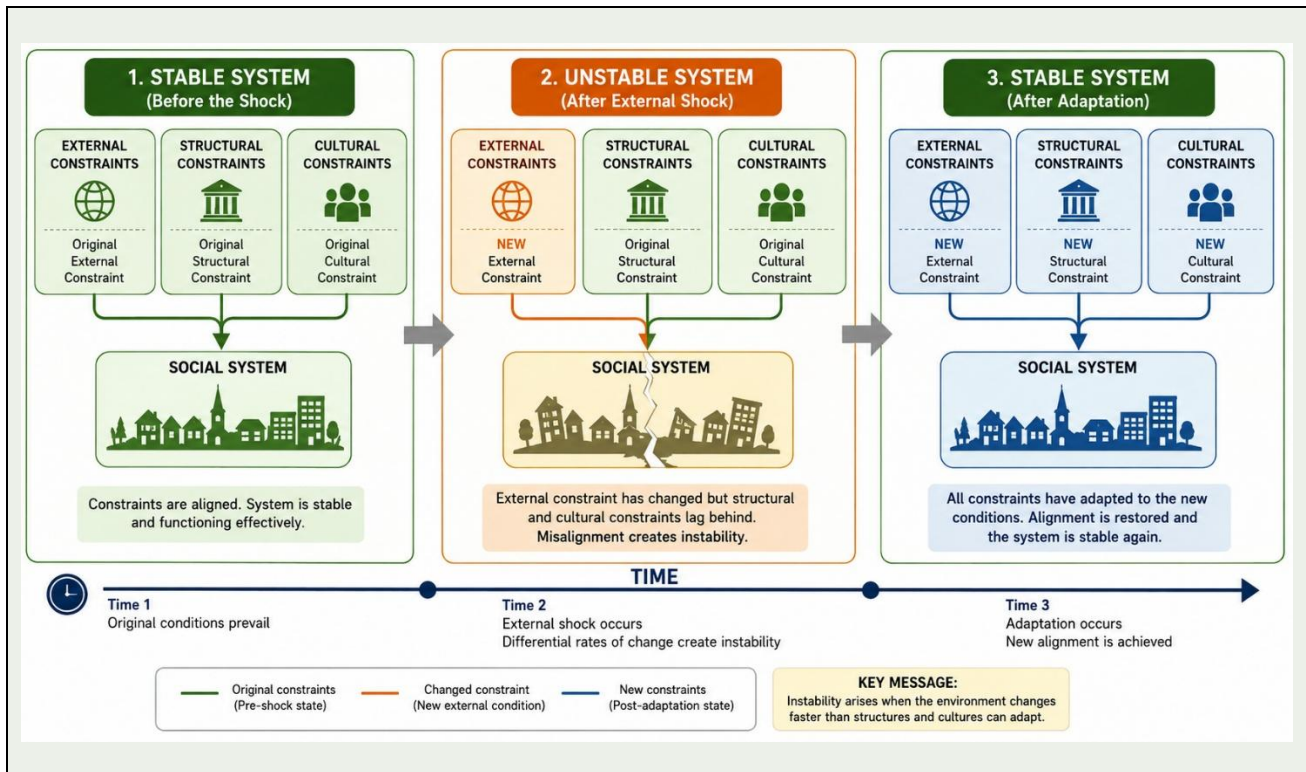 1. STABLE SYSTEM
(Before the Shock)
EXTERNAL
CONSTRAINTS
Original
External
Constraint
STRUCTURAL
CONSTRAINTS
Original
Structural
Constraint
CULTURAL
CONSTRAINTS
Original
Cultural
Constraint
SOCIAL SYSTEM
Constraints are aligned. System is stable
and functioning effectively.
2. UNSTABLE SYSTEM
(After External Shock)
EXTERNAL
CONSTRAINTS
NEW
External
Constraint
STRUCTURAL
CONSTRAINTS
Original
Structural
Constraint
CULTURAL
CONSTRAINTS
Original
Cultural
Constraint
SOCIAL SYSTEM
External constraint has changed but structural
and cultural constraints lag behind.
Misalignment creates instability.
3. STABLE SYSTEM
(After Adaptation)
EXTERNAL
CONSTRAINTS
NEW
External
Constraint
STRUCTURAL
CONSTRAINTS
NEW
Structural
Constraint
CULTURAL
CONSTRAINTS
NEW
Cultural
Constraint
SOCIAL SYSTEM
All constraints have adapted to the new
conditions. Alignment is restored and
the system is stable again.
TIME
Time 1
Original conditions prevail
Time 2
External shock occurs
Differential rates of change create instability
Time 3
Adaptation occurs
New alignment is achieved
Original constraints
(Pre-shock state)
Changed constraint
(New external condition)
New constraints
(Post-adaptation state)
KEY MESSAGE:
Instability arises when the environment changes
faster than structures and cultures can adapt.